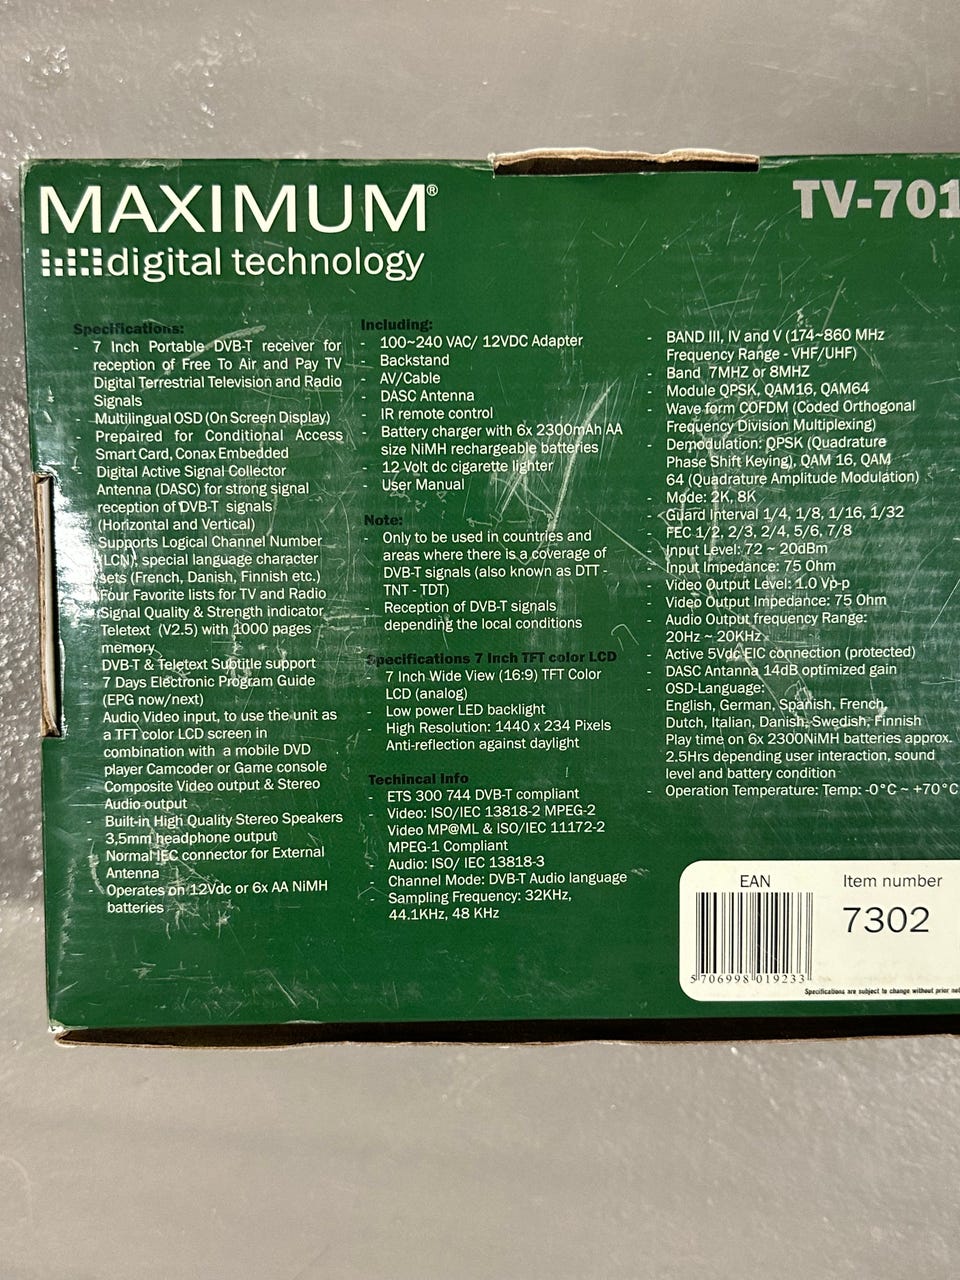 MAXIMUM®
digital technology
TV-701
Specifications:
- 7 Inch Portable DVB-T receiver for
reception of Free To Air and Pay TV
Digital Terrestrial Television and Radio
Signals
Multilingual OSD (On Screen Display)
- Prepaired for Conditional Access
Smart Card, Conax Embedded
- Digital Active Signal Collector
Antenna (DASC) for strong signal
reception of DVB-T signals
(Horizontal and Vertical)
Supports Logical Channel Number
(LCN), special language character
sets (French, Danish, Finnish etc.)
Four Favorite lists for TV and Radio
Signal Quality & Strength indicator
Teletext (V2.5) with 1000 pages
memory
DVB-T & Teletext Subtitle support
7 Days Electronic Program Guide
(EPG now/next)
- Audio Video input, to use the unit as
a TFT color LCD screen in
combination with a mobile DVD
player Camcoder or Game console
Composite Video output & Stereo
Audio output
- Built-in High Quality Stereo Speakers
3,5mm headphone output
- Normal IEC connector for External
Antenna
- Operates on 12Vdc or 6x AA NiMH
batteries
Including:
- 100~240 VAC/ 12VDC Adapter
- Backstand
- AV/Cable
- DASC Antenna
- IR remote control
- Battery charger with 6x 2300mAh AA
size NiMH rechargeable batteries
- 12 Volt dc cigarette lighter
- User Manual
Note:
- Only to be used in countries and
areas where there is a coverage of
DVB-T signals (also known as DTT -
TNT - TDT)
- Reception of DVB-T signals
depending the local conditions
Specifications 7 Inch TFT color LCD
- 7 Inch Wide View (16:9) TFT Color
LCD (analog)
- Low power LED backlight
- High Resolution: 1440 x 234 Pixels
Anti-reflection against daylight
Techincal Info
- ETS 300 744 DVB-T compliant
- Video: ISO/IEC 13818-2 MPEG-2
Video MP@ML & ISO/IEC 11172-2
MPEG-1 Compliant
- Audio: ISO/ IEC 13818-3
Channel Mode: DVB-T Audio language
- Sampling Frequency: 32KHz,
44.1KHz, 48 KHz
- BAND III, IV and V (174~860 MHz
Frequency Range - VHF/UHF)
- Band 7MHZ or 8MHZ
- Module QPSK, QAM16, QAM64
- Wave form COFDM (Coded Orthogonal
Frequency Division Multiplexing)
- Demodulation: QPSK (Quadrature
Phase Shift Keying), QAM 16, QAM
64 (Quadrature Amplitude Modulation)
- Mode: 2K, 8K
- Guard Interval 1/4, 1/8, 1/16, 1/32
- FEC 1/2, 2/3, 2/4, 5/6, 7/8
- Input Level: 72 ~ 20dBm
- Input Impedance: 75 Ohm
- Video Output Level: 1.0 Vp-p
- Video Output Impedance: 75 Ohm
- Audio Output frequency Range:
20Hz ~ 20KHz
- Active 5Vdc EIC connection (protected)
- DASC Antenna 14dB optimized gain
- OSD-Language:
English, German, Spanish, French,
Dutch, Italian, Danish, Swedish, Finnish
Play time on 6x 2300NiMH batteries approx.
2.5Hrs depending user interaction, sound
level and battery condition
- Operation Temperature: Temp: -0°C ~ +70°C
EAN
Item number
7302
5 706998 019233
Specifications are subject to change without prior